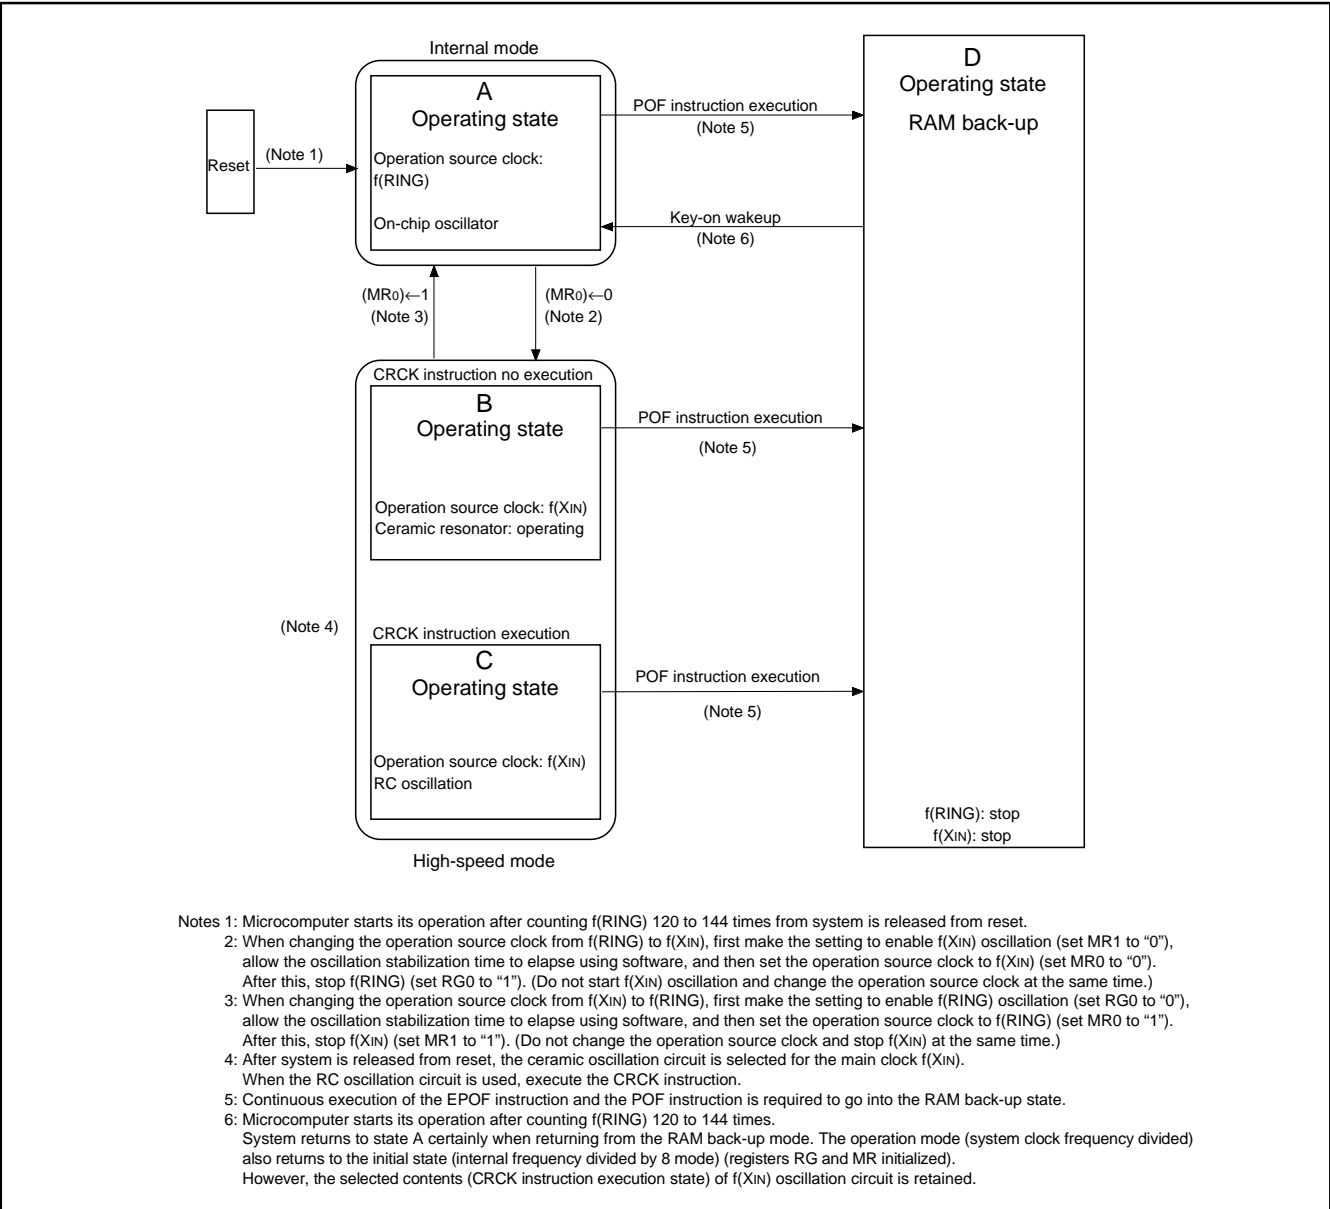 Internal mode
A
Operating state
Operation source clock:
f(RING)
On-chip oscillator
Reset
(Note 1)
POF instruction execution
(Note 5)
Key-on wakeup
(Note 6)
D
Operating state
RAM back-up
(MR0)←1
(Note 3)
(MR0)←0
(Note 2)
CRCK instruction no execution
B
Operating state
Operation source clock: f(XIN)
Ceramic resonator: operating
POF instruction execution
(Note 5)
(Note 4)
CRCK instruction execution
C
Operating state
Operation source clock: f(XIN)
RC oscillation
POF instruction execution
(Note 5)
f(RING): stop
f(XIN): stop
High-speed mode
Notes 1: Microcomputer starts its operation after counting f(RING) 120 to 144 times from system is released from reset.
2: When changing the operation source clock from f(RING) to f(XIN), first make the setting to enable f(XIN) oscillation (set MR1 to “0”),
allow the oscillation stabilization time to elapse using software, and then set the operation source clock to f(XIN) (set MR0 to “0”).
After this, stop f(RING) (set RG0 to “1”). (Do not start f(XIN) oscillation and change the operation source clock at the same time.)
3: When changing the operation source clock from f(XIN) to f(RING), first make the setting to enable f(RING) oscillation (set RG0 to “0”),
allow the oscillation stabilization time to elapse using software, and then set the operation source clock to f(RING) (set MR0 to “1”).
After this, stop f(XIN) (set MR1 to “1”). (Do not change the operation source clock and stop f(XIN) at the same time.)
4: After system is released from reset, the ceramic oscillation circuit is selected for the main clock f(XIN).
When the RC oscillation circuit is used, execute the CRCK instruction.
5: Continuous execution of the EPOF instruction and the POF instruction is required to go into the RAM back-up state.
6: Microcomputer starts its operation after counting f(RING) 120 to 144 times.
System returns to state A certainly when returning from the RAM back-up mode. The operation mode (system clock frequency divided)
also returns to the initial state (internal frequency divided by 8 mode) (registers RG and MR initialized).
However, the selected contents (CRCK instruction execution state) of f(XIN) oscillation circuit is retained.